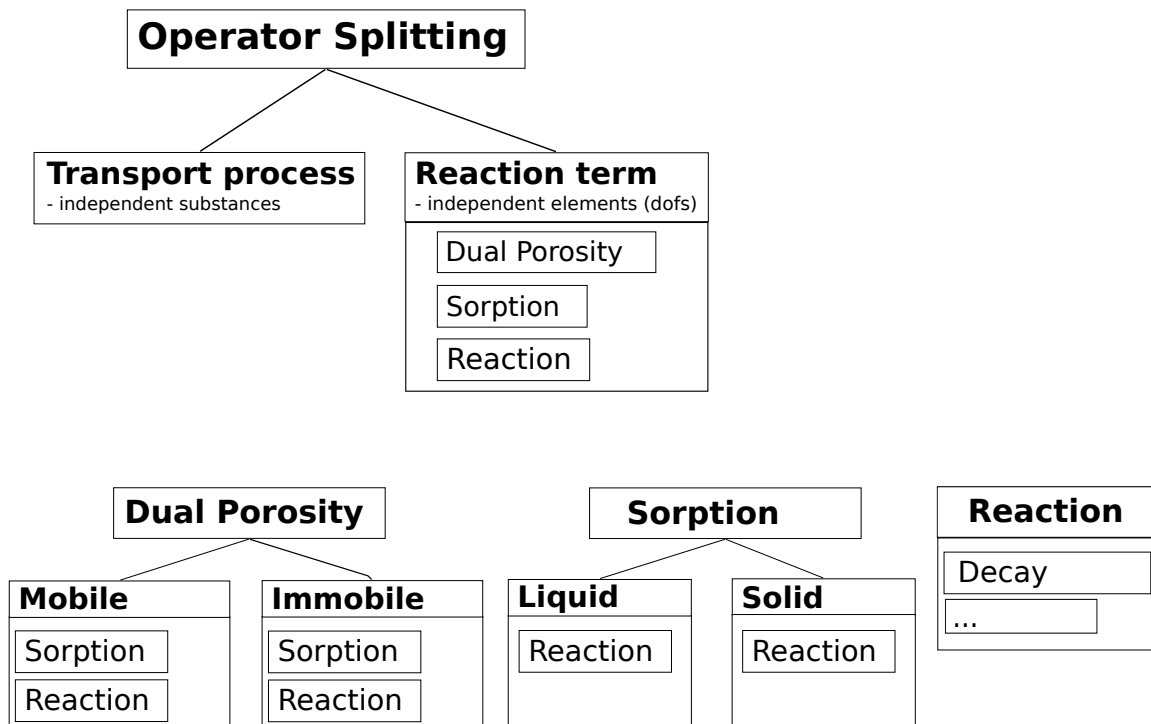 Operator Splitting
Transport process
- independent substances
Reaction term
- independent elements (dofs)
Dual Porosity
Sorption
Reaction
Dual Porosity
Mobile
Sorption
Reaction
Immobile
Sorption
Reaction
Sorption
Liquid
Reaction
Solid
Reaction
Reaction
Decay
...